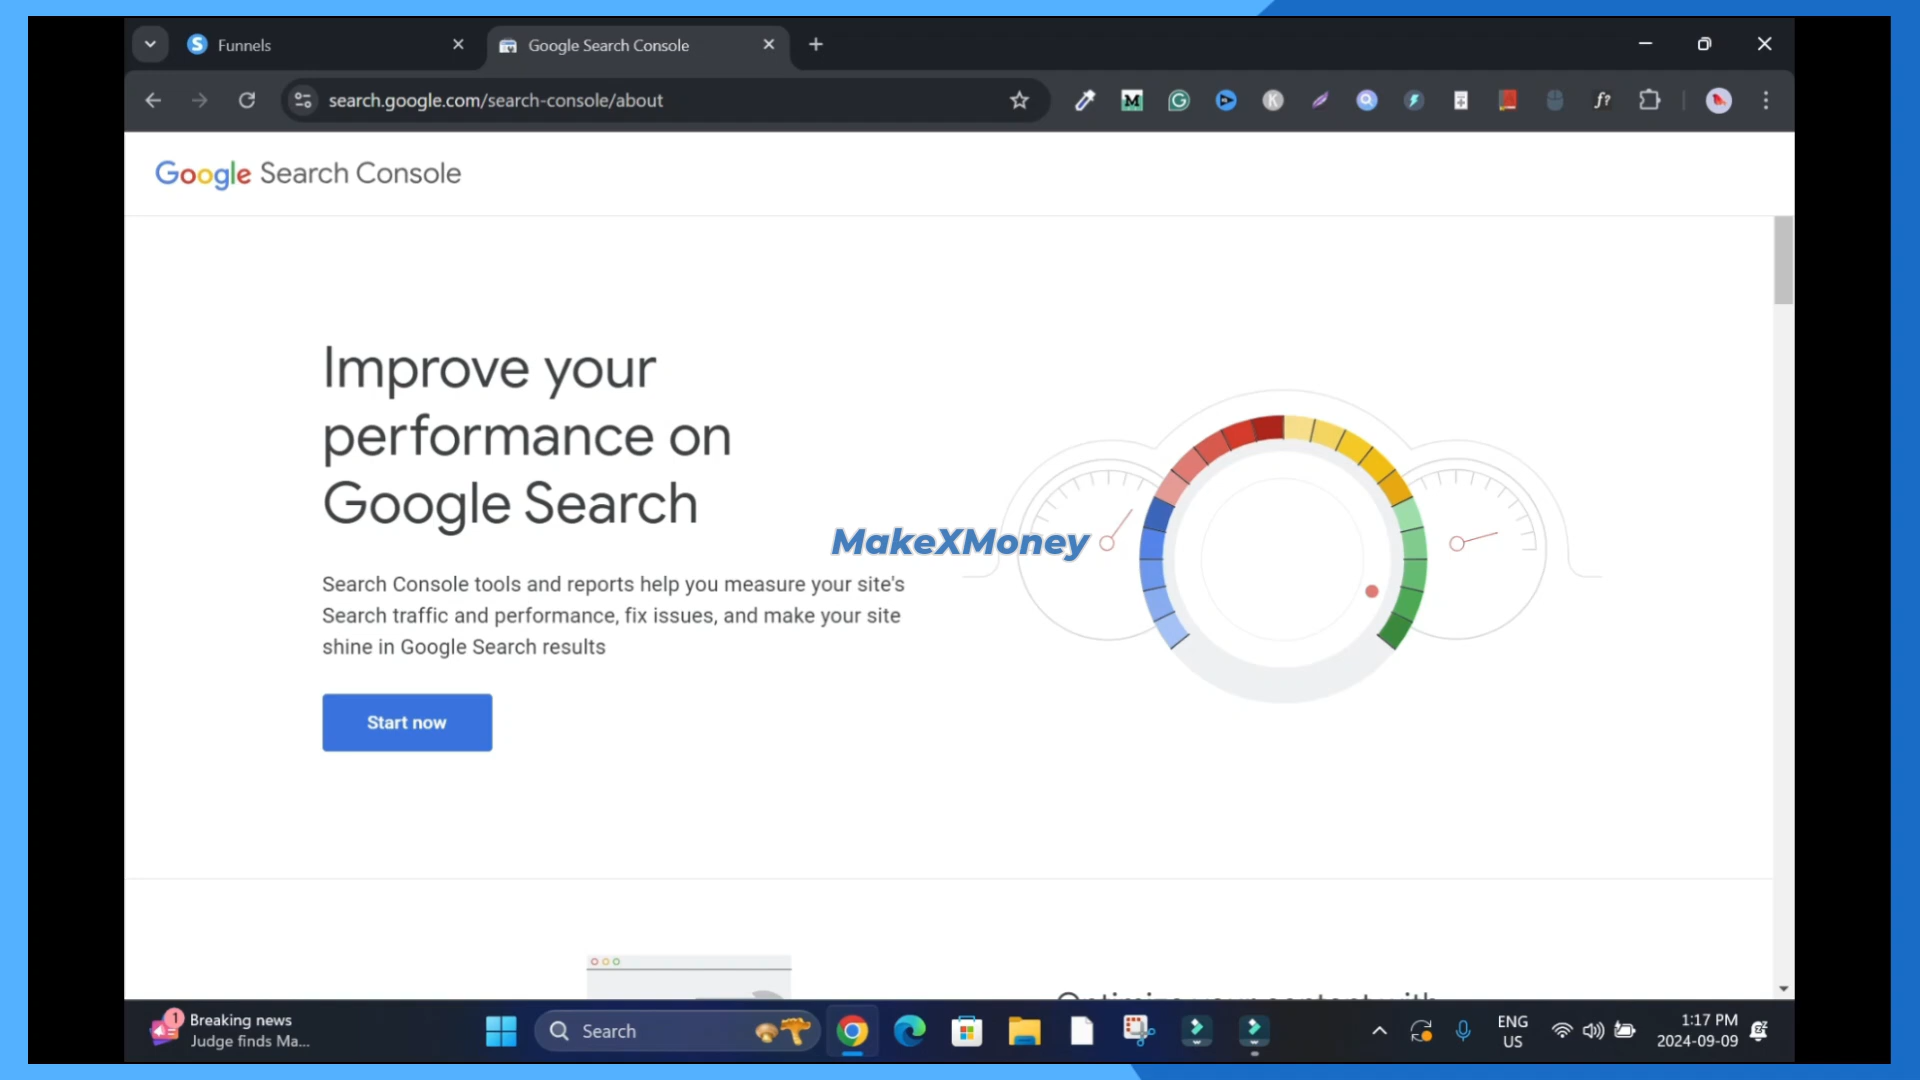 Funnels
Google Search Console
search.google.com/search-console/about
Google Search Console
Improve your
performance on
Google Search
MakeXMoney
Search Console tools and reports help you measure your site's
Search traffic and performance, fix issues, and make your site
shine in Google Search results
Start now
1
Breaking news
Judge finds Ma...
Search
ENG
US
1:17 PM
2024-09-09